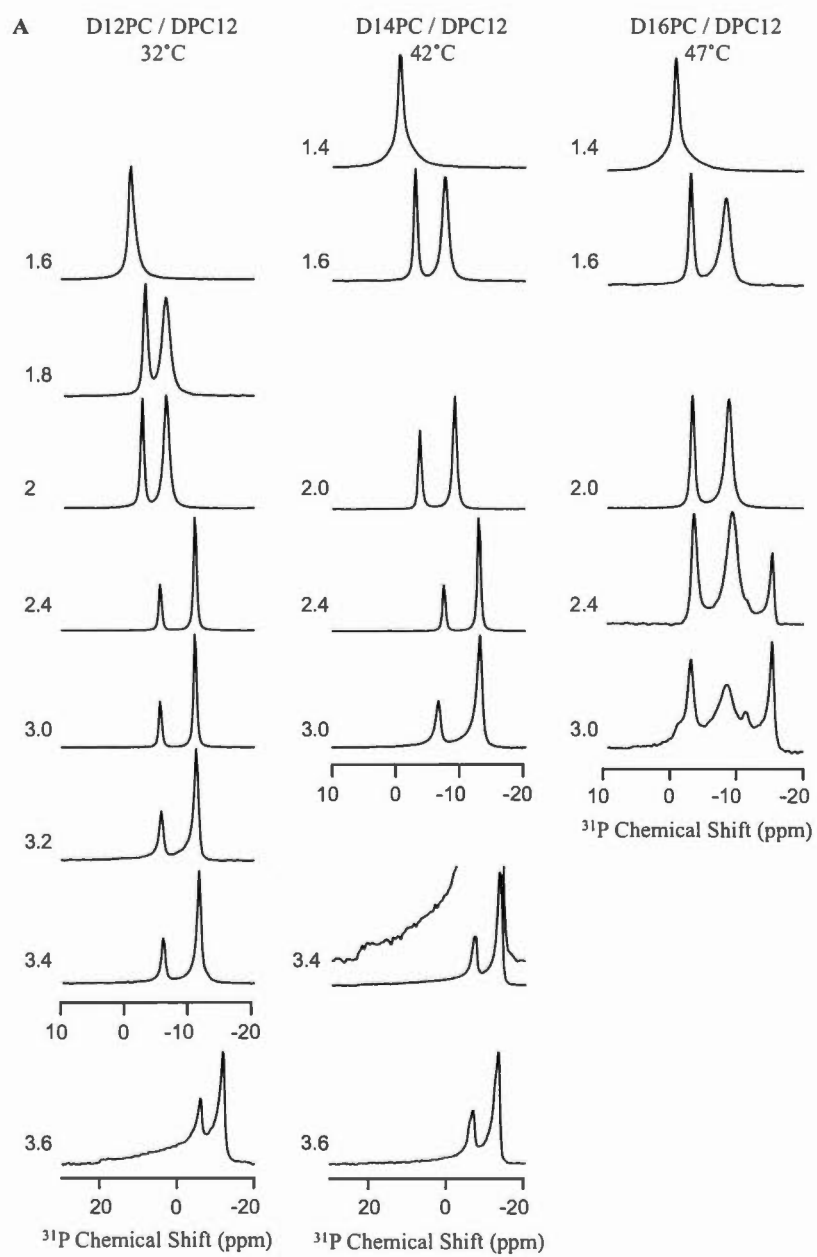 A
D12PC / DPC12
32°C
1.6
1.8
2
2.4
3.0
3.2
3.4
10 0 -10 -20
3.6
20 0 -20
³¹P Chemical Shift (ppm)
D14PC / DPC12
42°C
1.4
1.6
2.0
2.4
3.0
10 0 -10 -20
3.4
3.6
20 0 -20
³¹P Chemical Shift (ppm)
D16PC / DPC12
47°C
1.4
1.6
2.0
2.4
3.0
10 0 -10 -20
³¹P Chemical Shift (ppm)